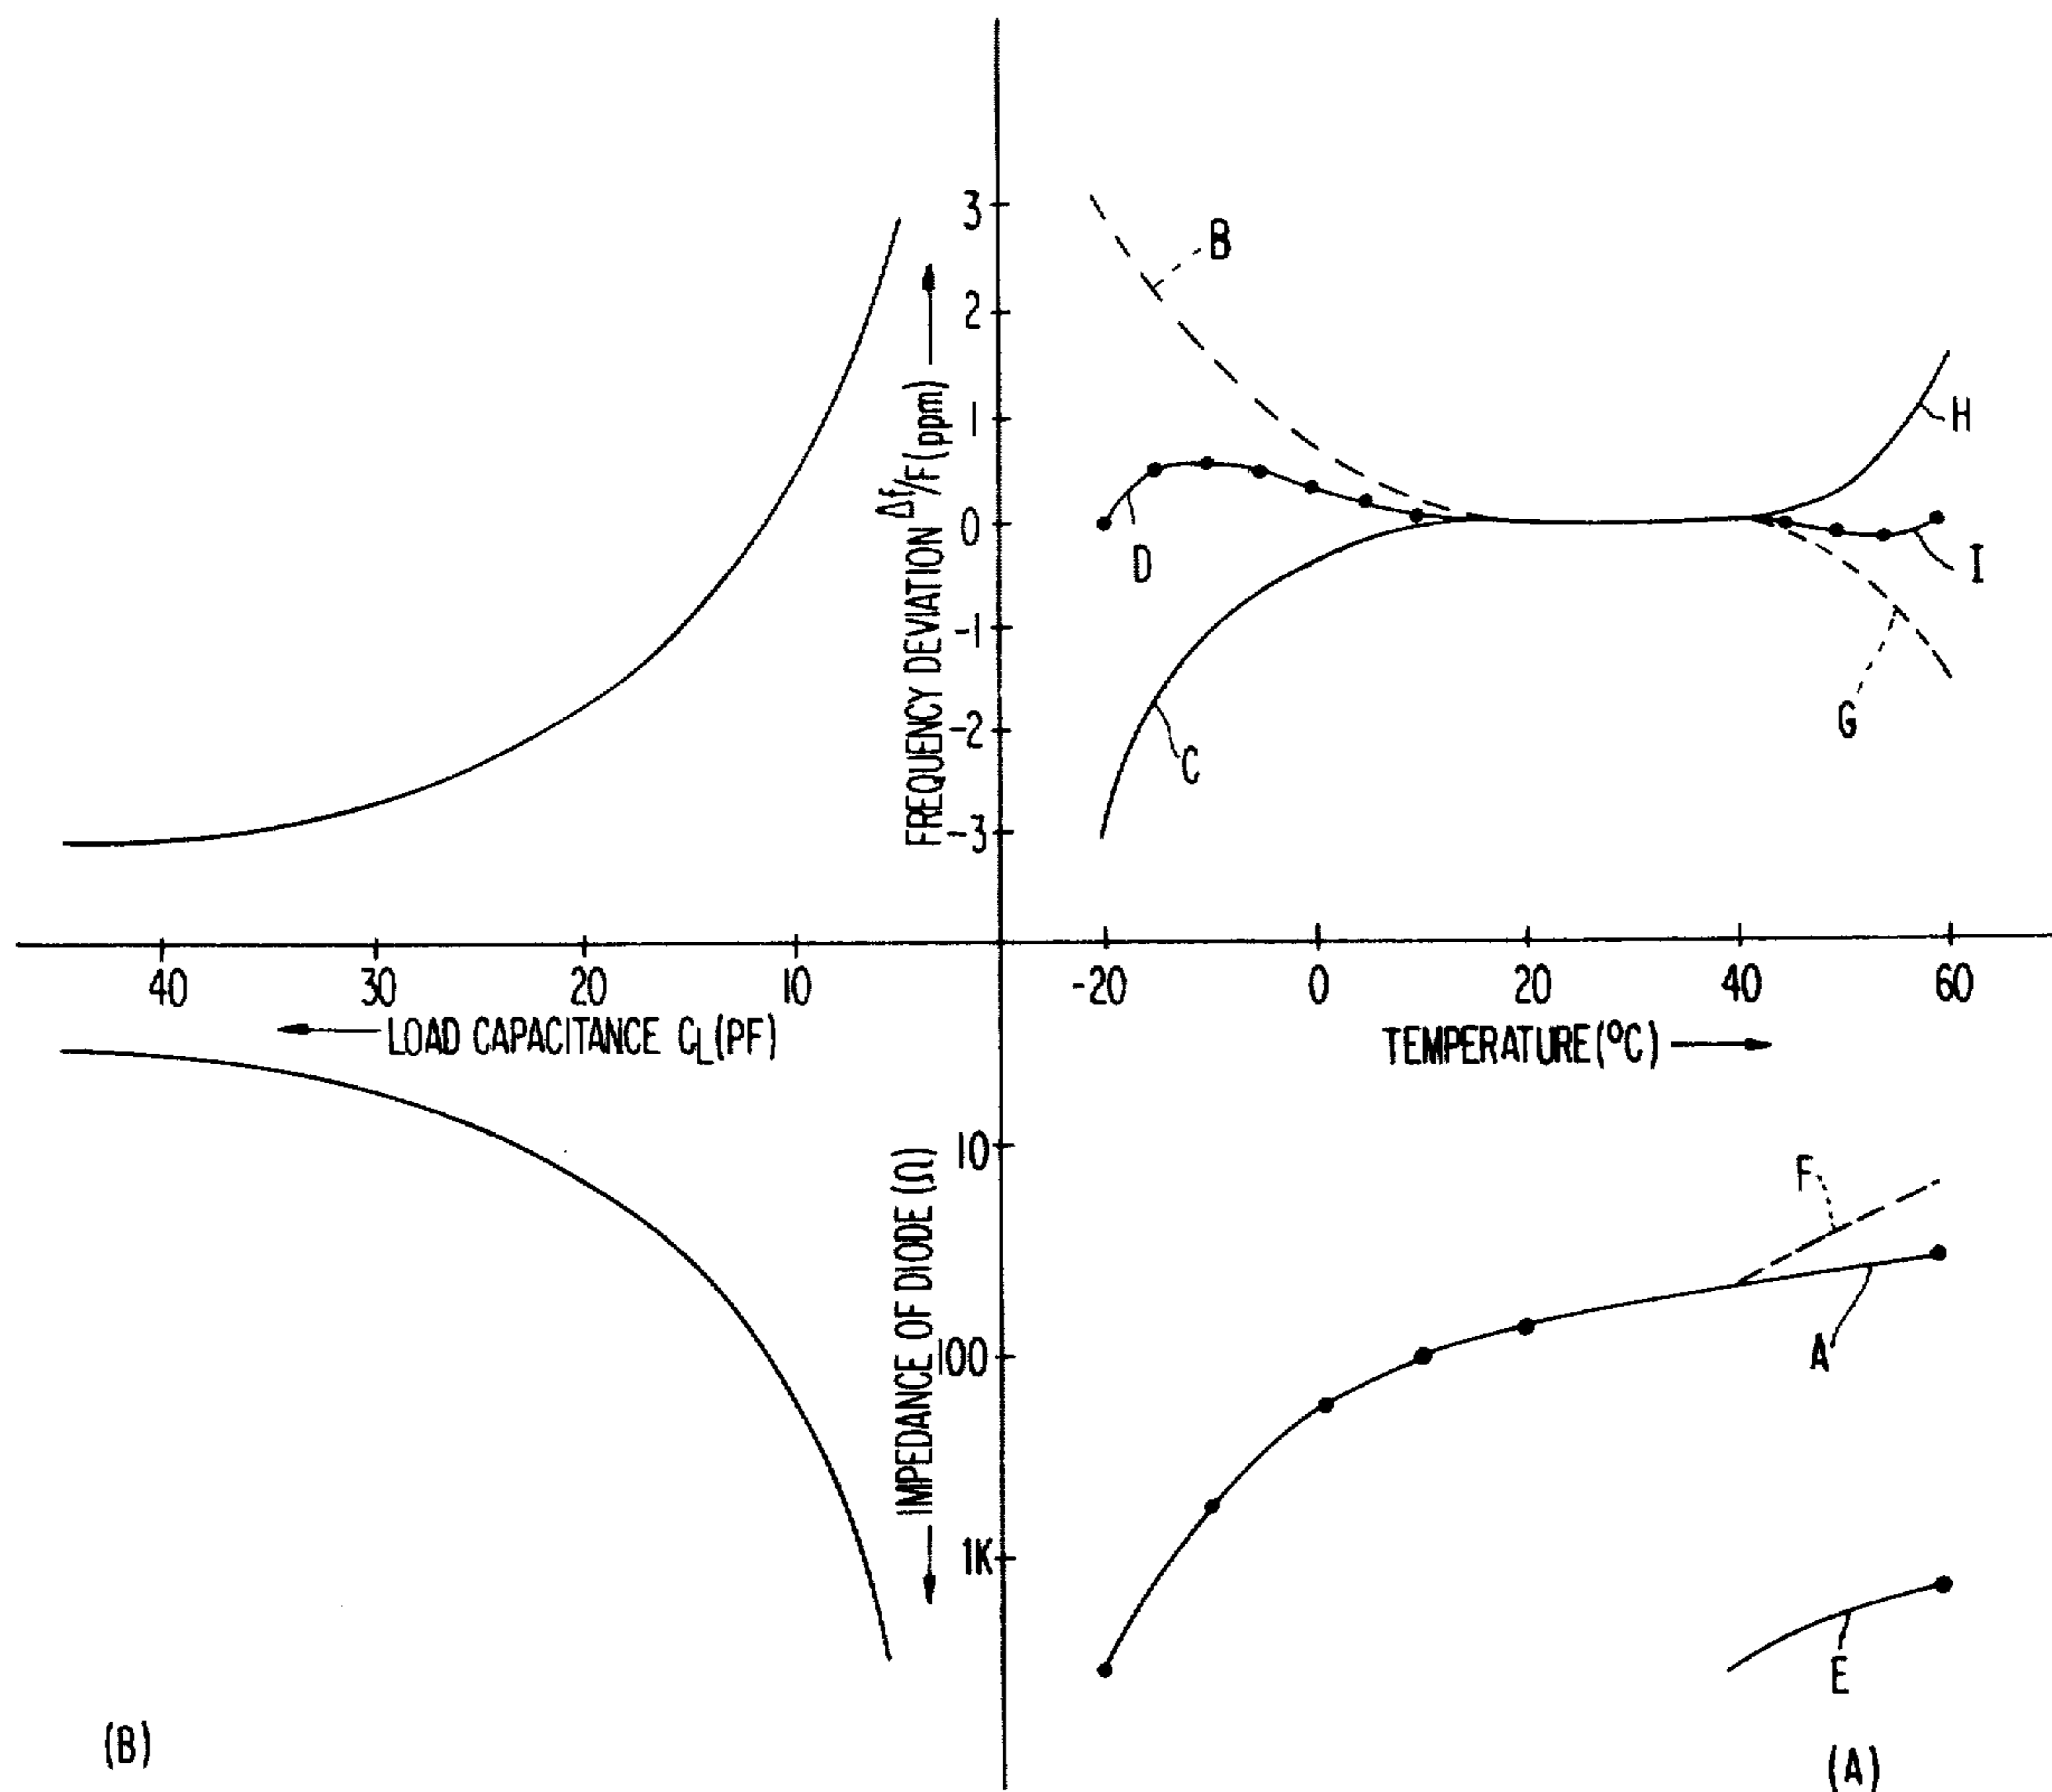 3
2
1
0
-1
-2
-3
FREQUENCY DEVIATION Δf/F (ppm)
B
H
D
I
C
G
40
30
20
10
-20
0
20
40
60
LOAD CAPACITANCE CL(PF)
TEMPERATURE(°C)
10
100
1K
IMPEDANCE OF DIODE (Ω)
F
A
E
(B)
(A)